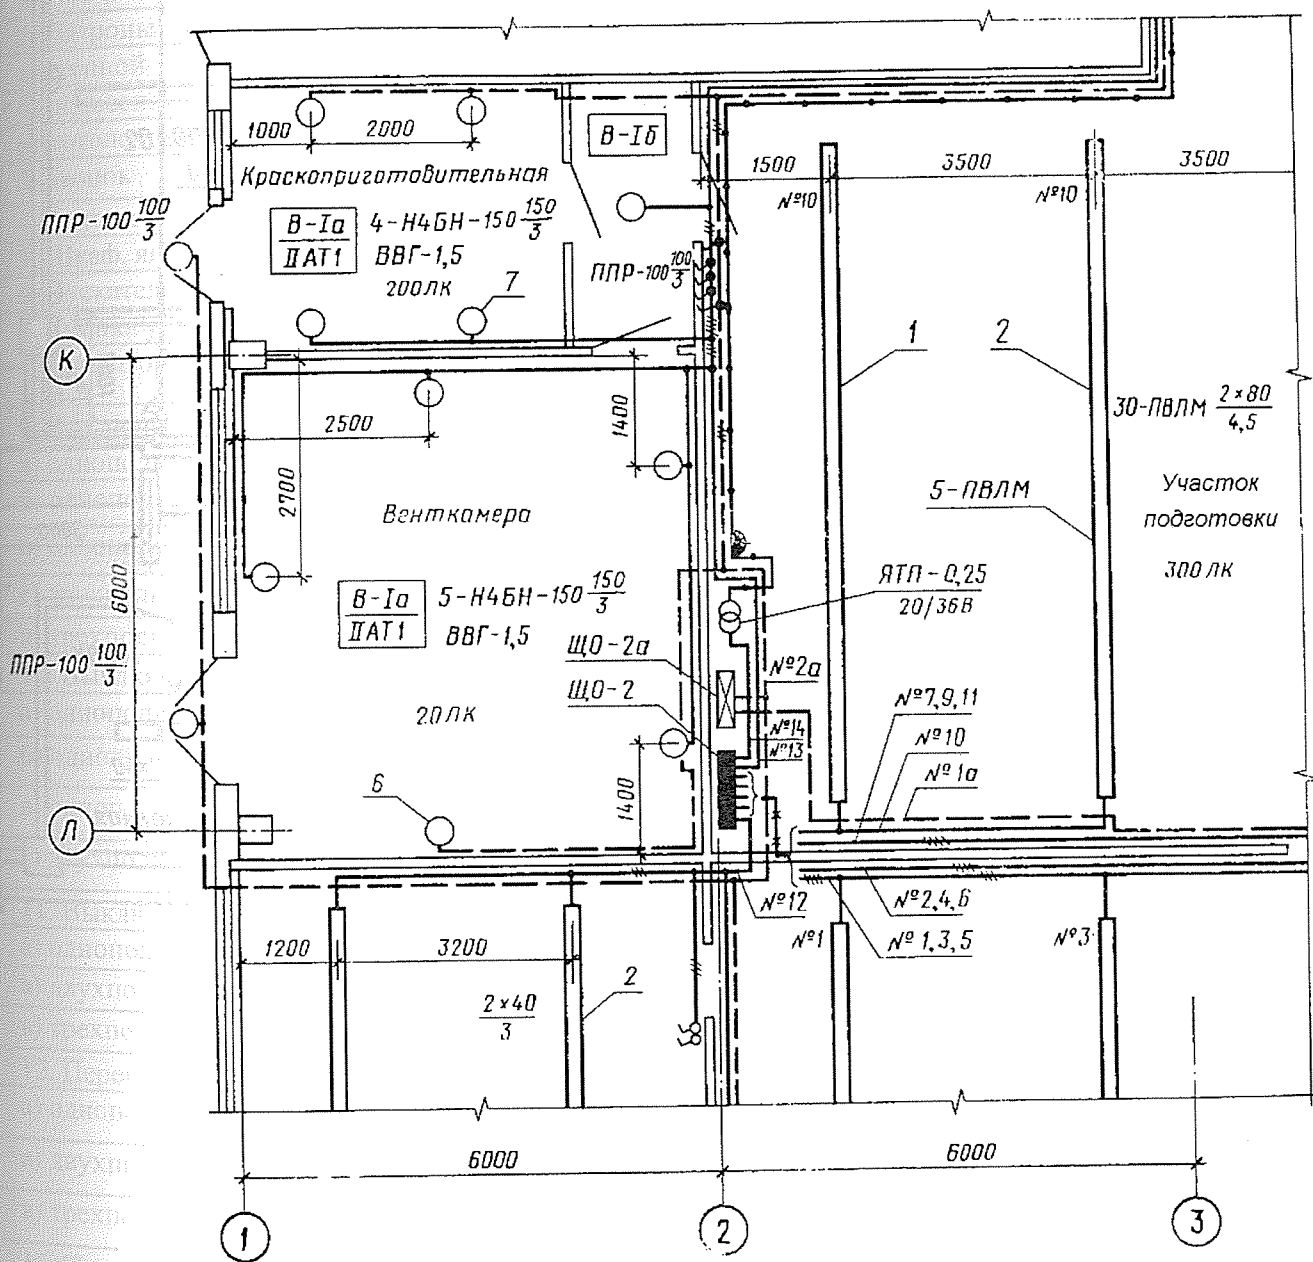 В-Iб
1000
2000
1500
3500
3500
№10
№10
Краскоприготовительная
ППР-100 100/3
В-Iа
IIАТ1
4-Н4БН-150 150/3
ВВГ-1,5
200ЛК
ППР-100 100/3
7
1
2
К
30-ПВЛМ 2×80/4,5
2500
1400
2700
5-ПВЛМ
Участок
подготовки
300 ЛК
Венткамера
6000
ЯТП-0,25
20/36В
В-Iа
IIАТ1
5-Н4БН-150 150/3
ВВГ-1,5
ППР-100 100/3
ЩО-2а
ЩО-2
№2а
№7,9,11
20ЛК
№14
№13
№10
№1а
6
1400
Л
№12
№2,4,6
№1
№1,3,5
№3
1200
3200
2×40/3
2
6000
6000
1
2
3